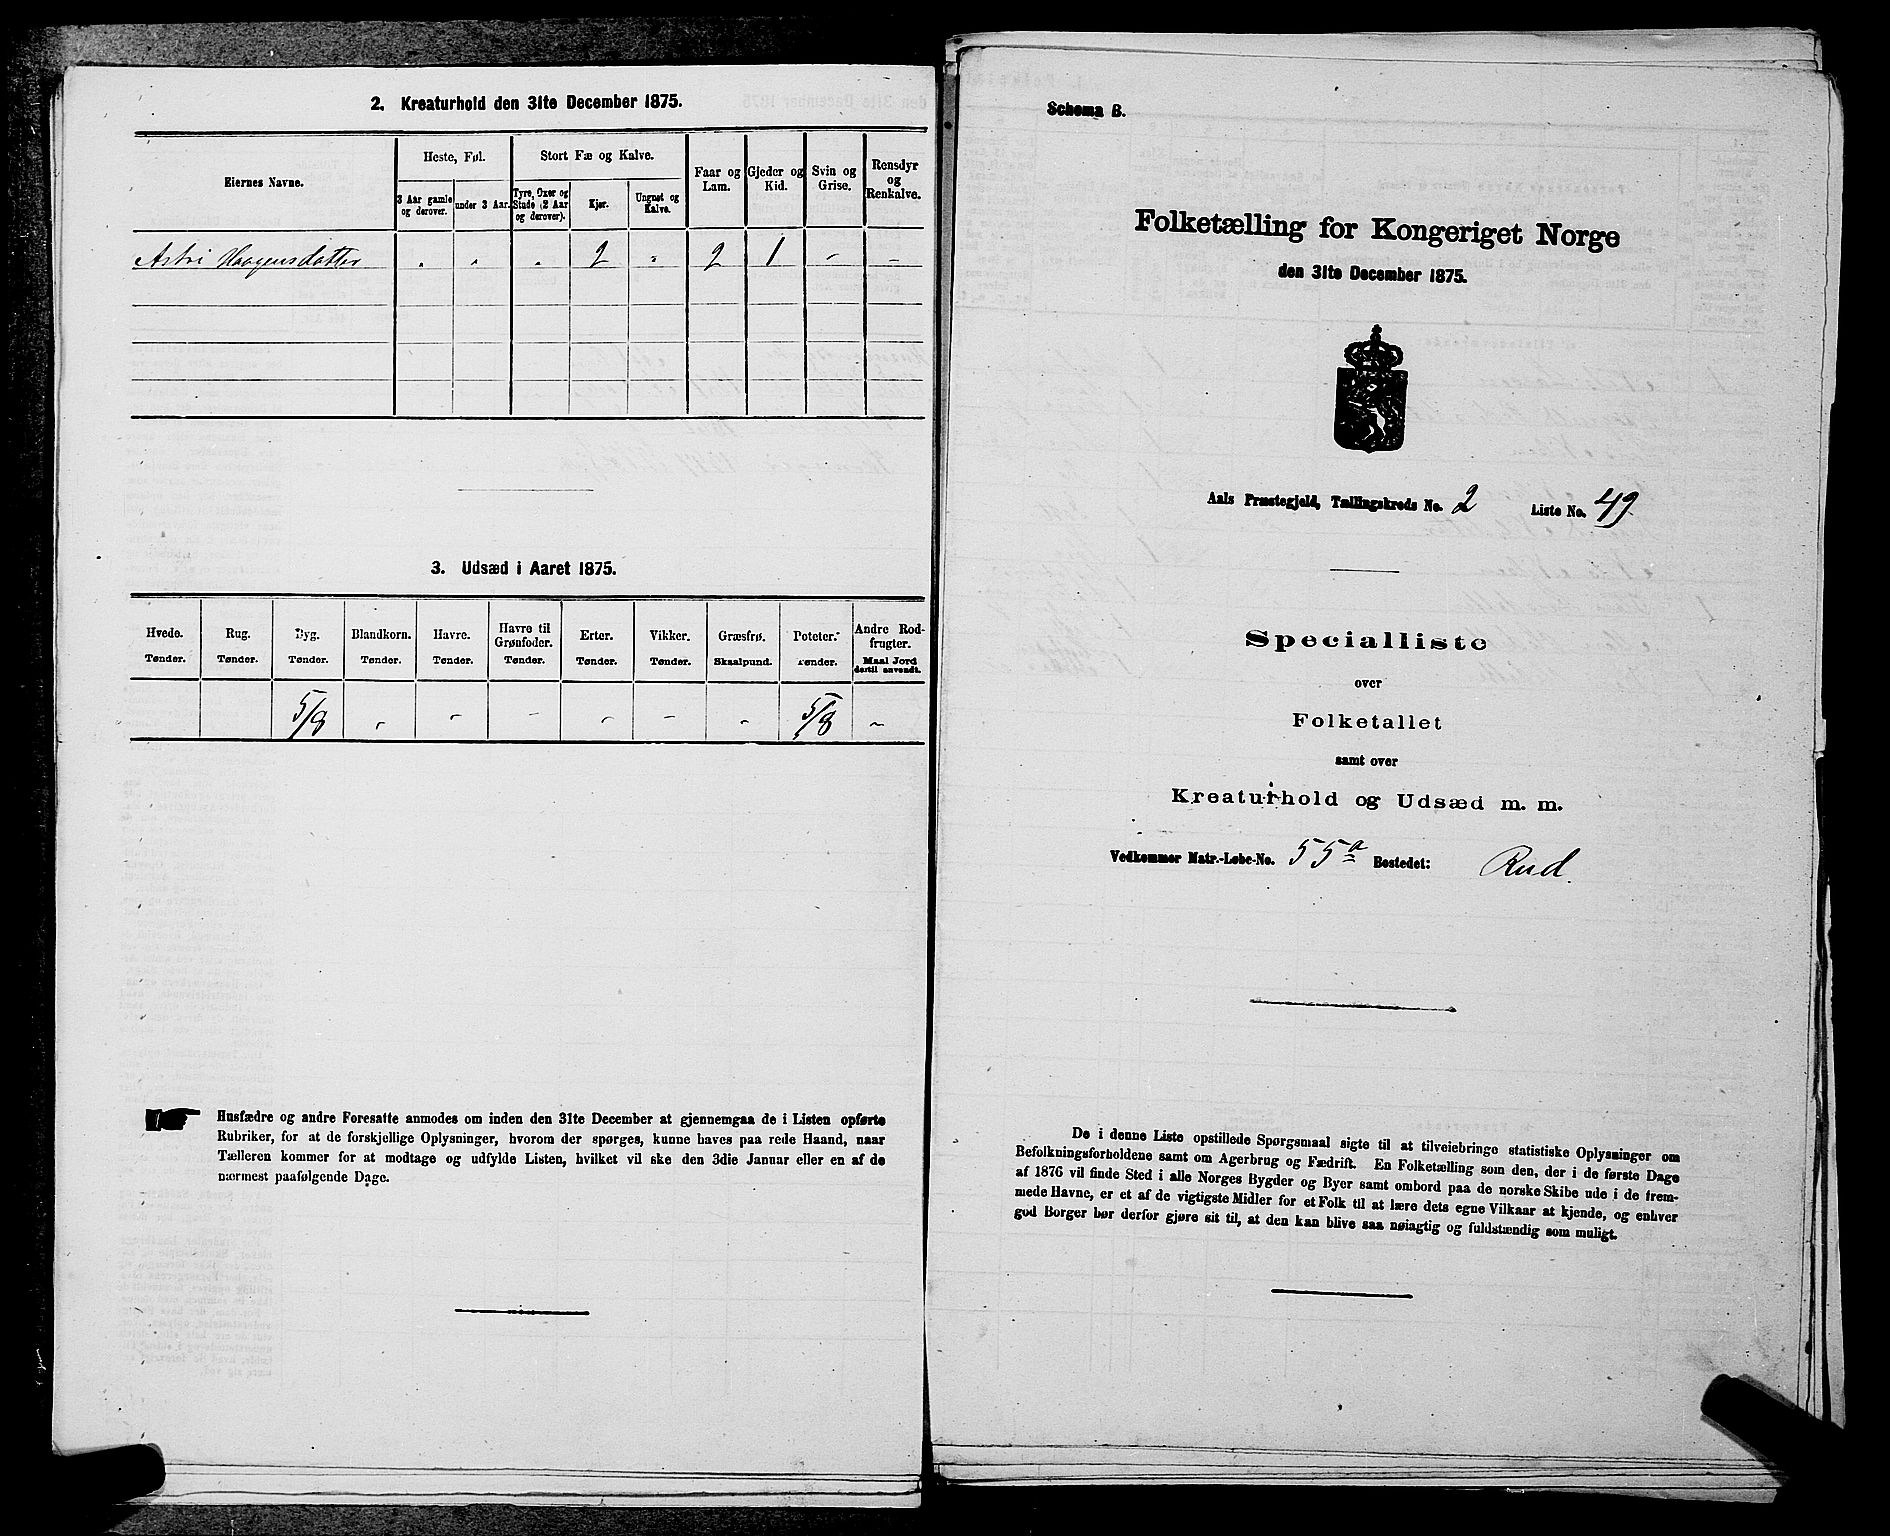 2. Kreaturhold den 31te December 1875.
Eiernes Navne.
Heste, Føl.
Stort Fæ og Kalve.
Faar og Lam.
Gjeder og Kid.
Svin og Grise.
Rensdyr og Renkalve.
3 Aar gamle og derover.
under 3 Aar.
Tyre, Oxer og Stude (2 Aar og derover).
Kjør.
Ungnøt og Kalve.
Astri Haagensdatter " " " 2 " 2 1 – –
3. Udsæd i Aaret 1875.
Hvede. Rug. Byg. Blandkorn. Havre. Havre til Grønfoder. Erter. Vikker. Græsfrø. Poteter. Andre Rodfrugter.
Tønder. Tønder. Tønder. Tønder. Tønder. Tønder. Tønder. Tønder. Skaalpund. Tønder. Maal Jord dertil anvendt.
5/8 " – – – – – 5/8 –
Husfædre og andre Foresatte anmodes om inden den 31te December at gjennemgaa de i Listen opførte
Rubriker, for at de forskjellige Oplysninger, hvorom der spørges, kunne haves paa rede Haand, naar
Tælleren kommer for at modtage og udfylde Listen, hvilket vil ske den 3die Januar eller en af de
nærmest paafølgende Dage.
Schema B.
Folketælling for Kongeriget Norge
den 31te December 1875.
Aals Præstegjeld, Tællingskreds No. 2 Liste No. 49
Specialliste
over
Folketallet
samt over
Kreaturhold og Udsæd m. m.
Vedkommer Matr.-Løbe-No. 55a Bostedet: Rud.
De i denne Liste opstillede Spørgsmaal sigte til at tilveiebringe statistiske Oplysninger om
Befolkningsforholdene samt om Agerbrug og Fædrift. En Folketælling som den, der i de første Dage
af 1876 vil finde Sted i alle Norges Bygder og Byer samt ombord paa de norske Skibe ude i de frem-
mede Havne, er et af de vigtigste Midler for et Folk til at lære dets egne Vilkaar at kjende, og enhver
god Borger bør derfor gjøre sit til, at den kan blive saa nøiagtig og fuldstændig som muligt.